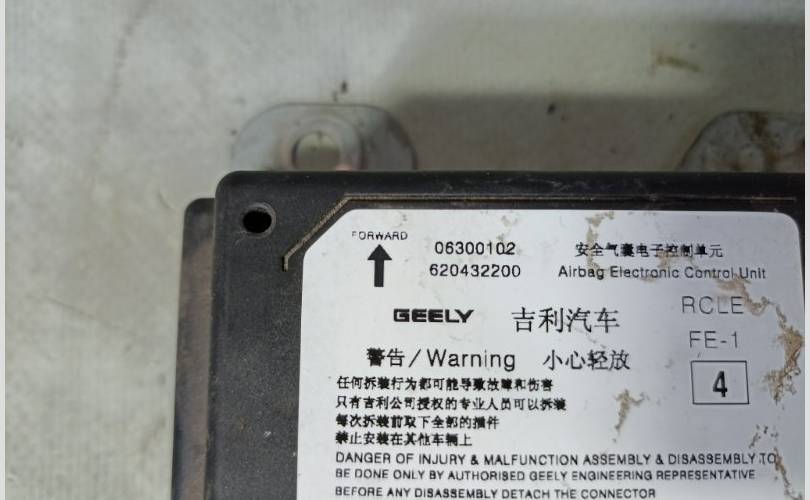 FORWARD
06300102 安全气囊电子控制单元
620432200 Airbag Electronic Control Unit
GEELY 吉利汽车 RCLE
FE-1
警告/Warning 小心轻放
4
任何拆装行为都可能导致故障和伤害
只有吉利公司授权的专业人员可以拆装
每次拆装前取下全部的插件
禁止安装在其他车辆上
DANGER OF INJURY & MALFUNCTION ASSEMBLY & DISASSEMBLY TO
BE DONE ONLY BY AUTHORISED GEELY ENGINEERING REPRESENTATIVE
BEFORE ANY DISASSEMBLY DETACH THE CONNECTOR